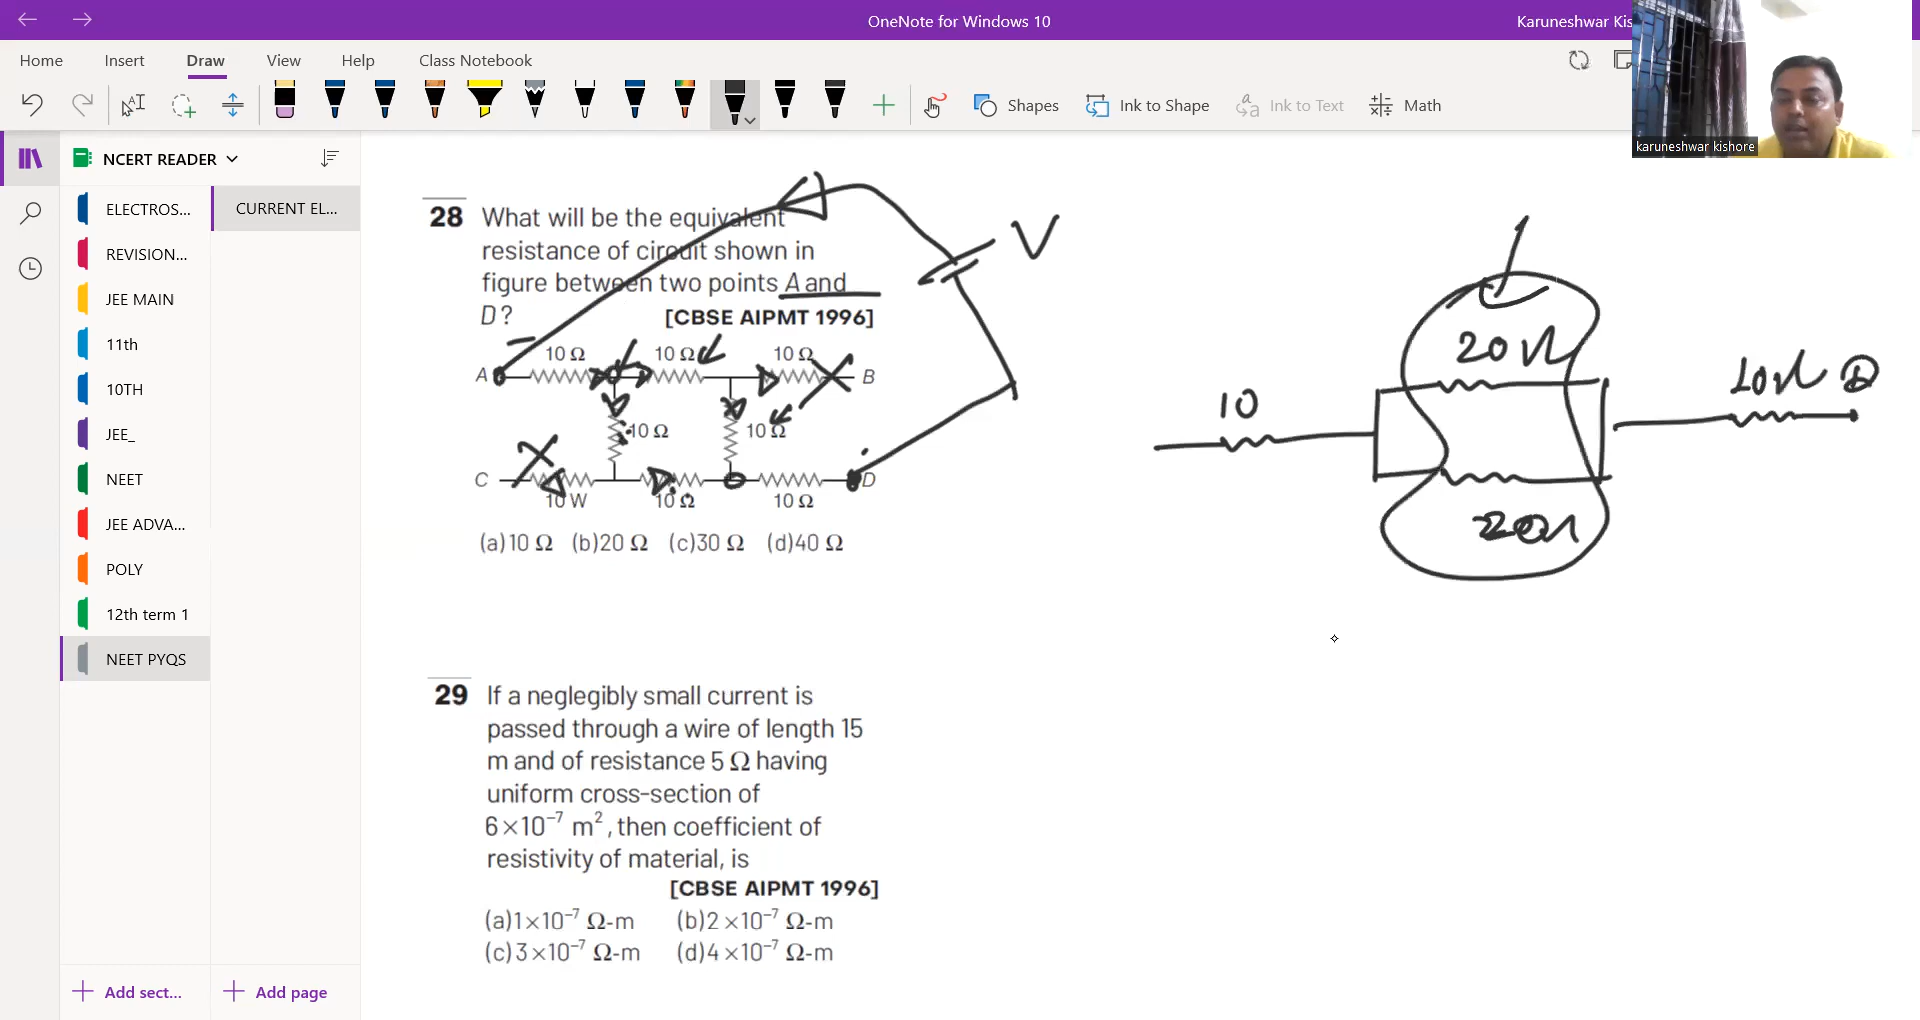 OneNote for Windows 10
Karuneshwar Kis
Home Insert Draw View Help Class Notebook
Shapes Ink to Shape Ink to Text Math
karuneshwar kishore
NCERT READER
ELECTROS...
REVISION...
JEE MAIN
11th
10TH
JEE_
NEET
JEE ADVA...
POLY
12th term 1
NEET PYQS
Add sect...
CURRENT EL...
Add page
28 What will be the equivalent
resistance of circuit shown in
figure between two points A and
D?
[CBSE AIPMT 1996]
10 Ω 10 Ω 10 Ω
A B
10 Ω 10 Ω
C D
10 W 10 Ω 10 Ω
(a) 10 Ω (b) 20 Ω (c) 30 Ω (d) 40 Ω
V
20Ω
10
10Ω D
20Ω
29 If a neglegibly small current is
passed through a wire of length 15
m and of resistance 5 Ω having
uniform cross-section of
6×10⁻⁷ m², then coefficient of
resistivity of material, is
[CBSE AIPMT 1996]
(a) 1×10⁻⁷ Ω-m (b) 2×10⁻⁷ Ω-m
(c) 3×10⁻⁷ Ω-m (d) 4×10⁻⁷ Ω-m